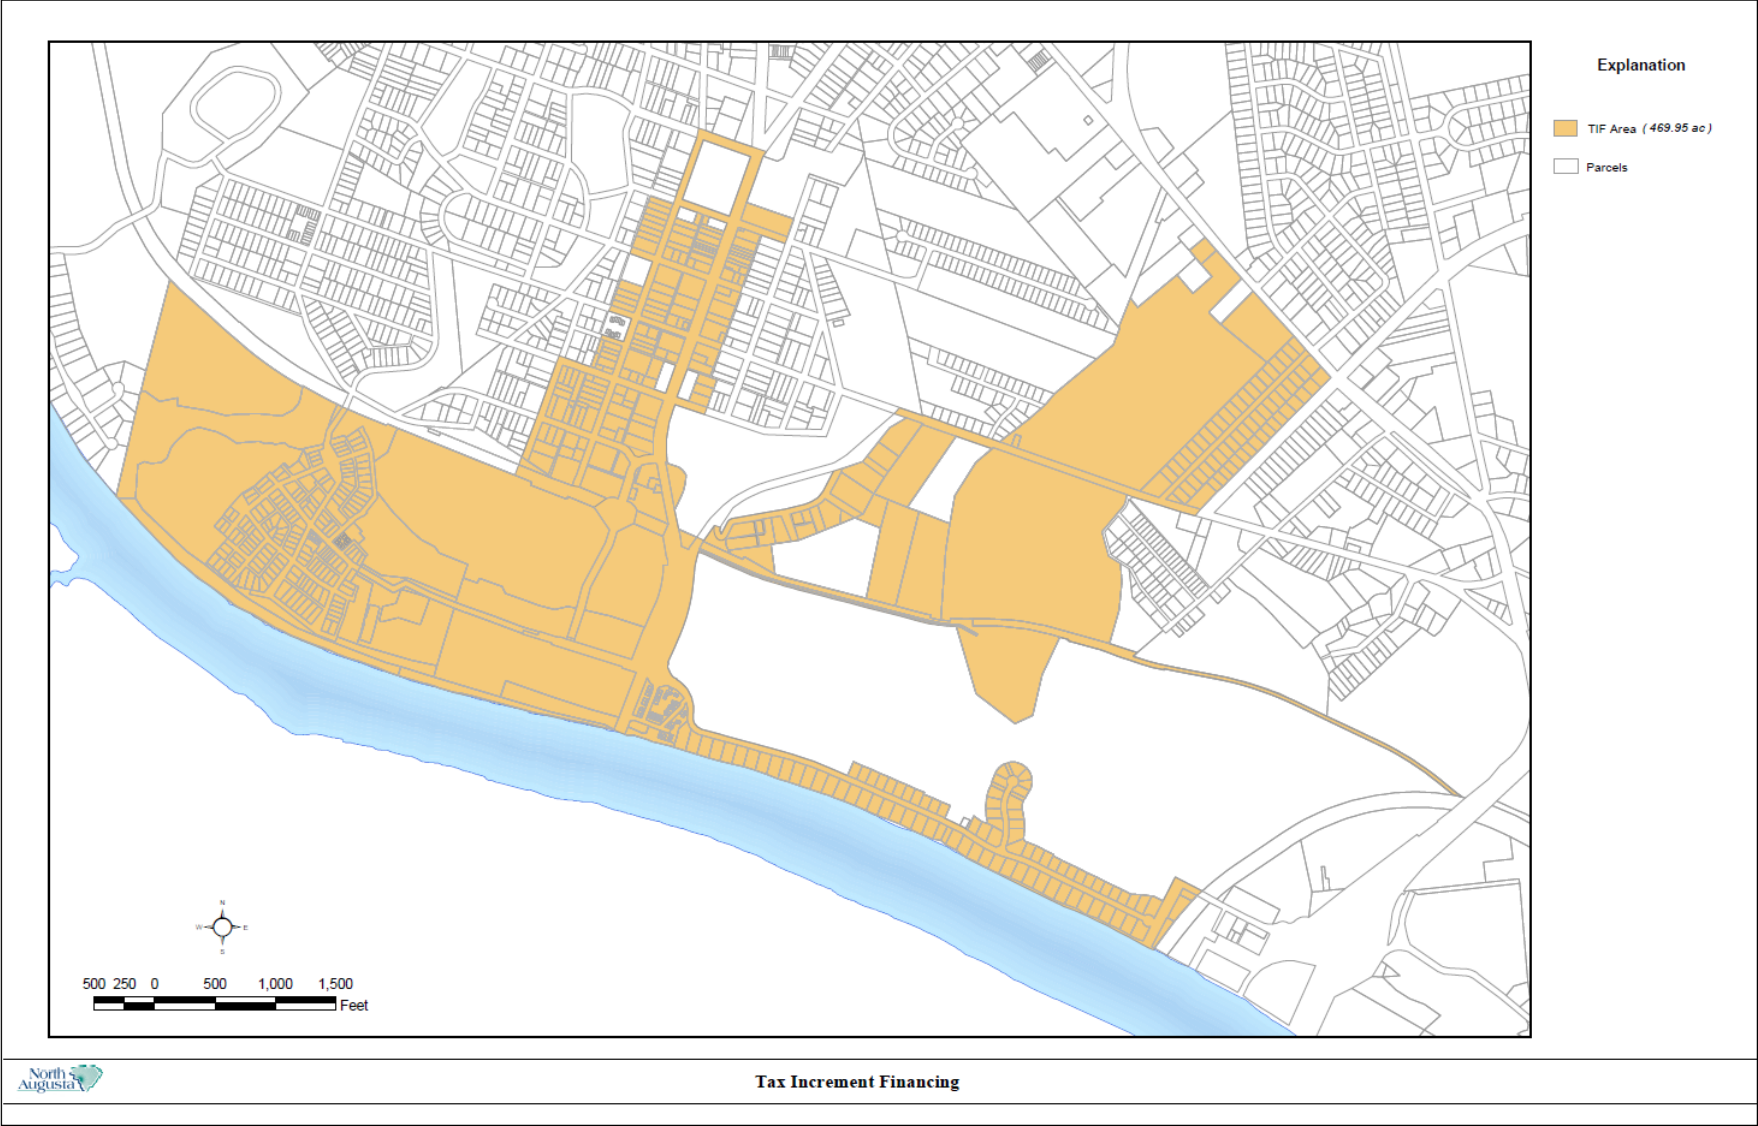 Explanation
TIF Area ( 469.95 ac )
Parcels
N
W E
S
500 250 0 500 1,000 1,500
Feet
North
Augusta
Tax Increment Financing